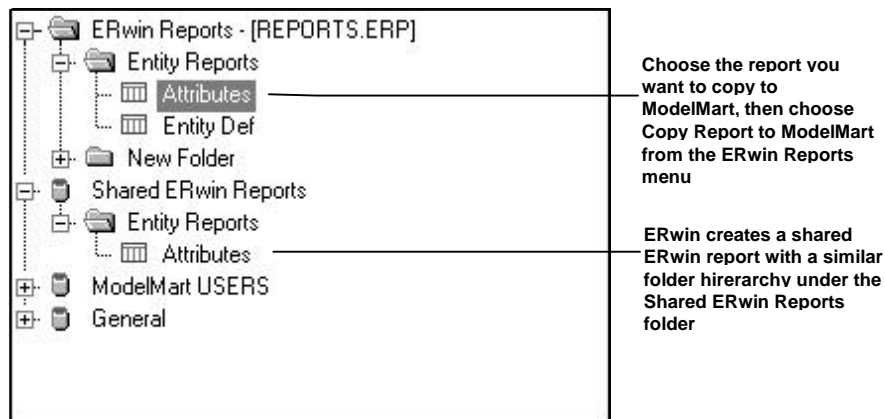 ERwin Reports - [REPORTS.ERP]
Entity Reports
Attributes
Entity Def
New Folder
Shared ERwin Reports
Entity Reports
Attributes
ModelMart USERS
General
Choose the report you
want to copy to
ModelMart, then choose
Copy Report to ModelMart
from the ERwin Reports
menu
ERwin creates a shared
ERwin report with a similar
folder hirerarchy under the
Shared ERwin Reports
folder